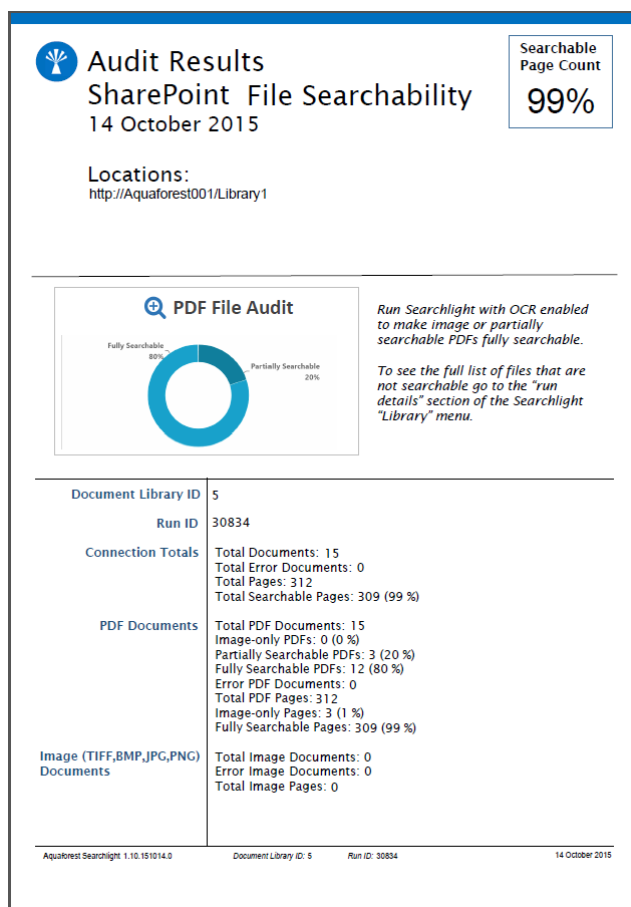 Audit Results
SharePoint File Searchability
14 October 2015
Searchable
Page Count
99%
Locations:
http://Aquaforest001/Library1
PDF File Audit
Fully Searchable
80%
Partially Searchable
20%
Run Searchlight with OCR enabled
to make image or partially
searchable PDFs fully searchable.
To see the full list of files that are
not searchable go to the "run
details" section of the Searchlight
"Library" menu.
Document Library ID 5
Run ID 30834
Connection Totals Total Documents: 15
Total Error Documents: 0
Total Pages: 312
Total Searchable Pages: 309 (99 %)
PDF Documents Total PDF Documents: 15
Image-only PDFs: 0 (0 %)
Partially Searchable PDFs: 3 (20 %)
Fully Searchable PDFs: 12 (80 %)
Error PDF Documents: 0
Total PDF Pages: 312
Image-only Pages: 3 (1 %)
Fully Searchable Pages: 309 (99 %)
Image (TIFF,BMP,JPG,PNG) Total Image Documents: 0
Documents Error Image Documents: 0
Total Image Pages: 0
Aquaforest Searchlight 1.10.151014.0 Document Library ID: 5 Run ID: 30834 14 October 2015